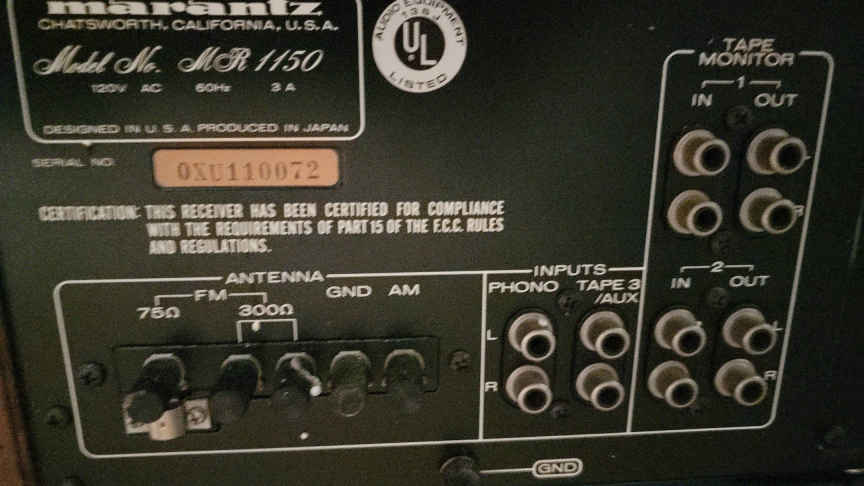 marantz
CHATSWORTH, CALIFORNIA, U.S.A.
Model No. MR 1150
120V AC 60Hz 3 A
DESIGNED IN U.S.A. PRODUCED IN JAPAN
SERIAL NO.
0XU110072
AUDIO EQUIPMENT
UL
LISTED
CERTIFICATION: THIS RECEIVER HAS BEEN CERTIFIED FOR COMPLIANCE
WITH THE REQUIREMENTS OF PART 15 OF THE F.C.C. RULES
AND REGULATIONS.
TAPE
MONITOR
1
IN OUT
R
2
IN OUT
L
R
ANTENNA
FM
75Ω 300Ω
GND AM
INPUTS
PHONO TAPE 3
/AUX
L
R
GND